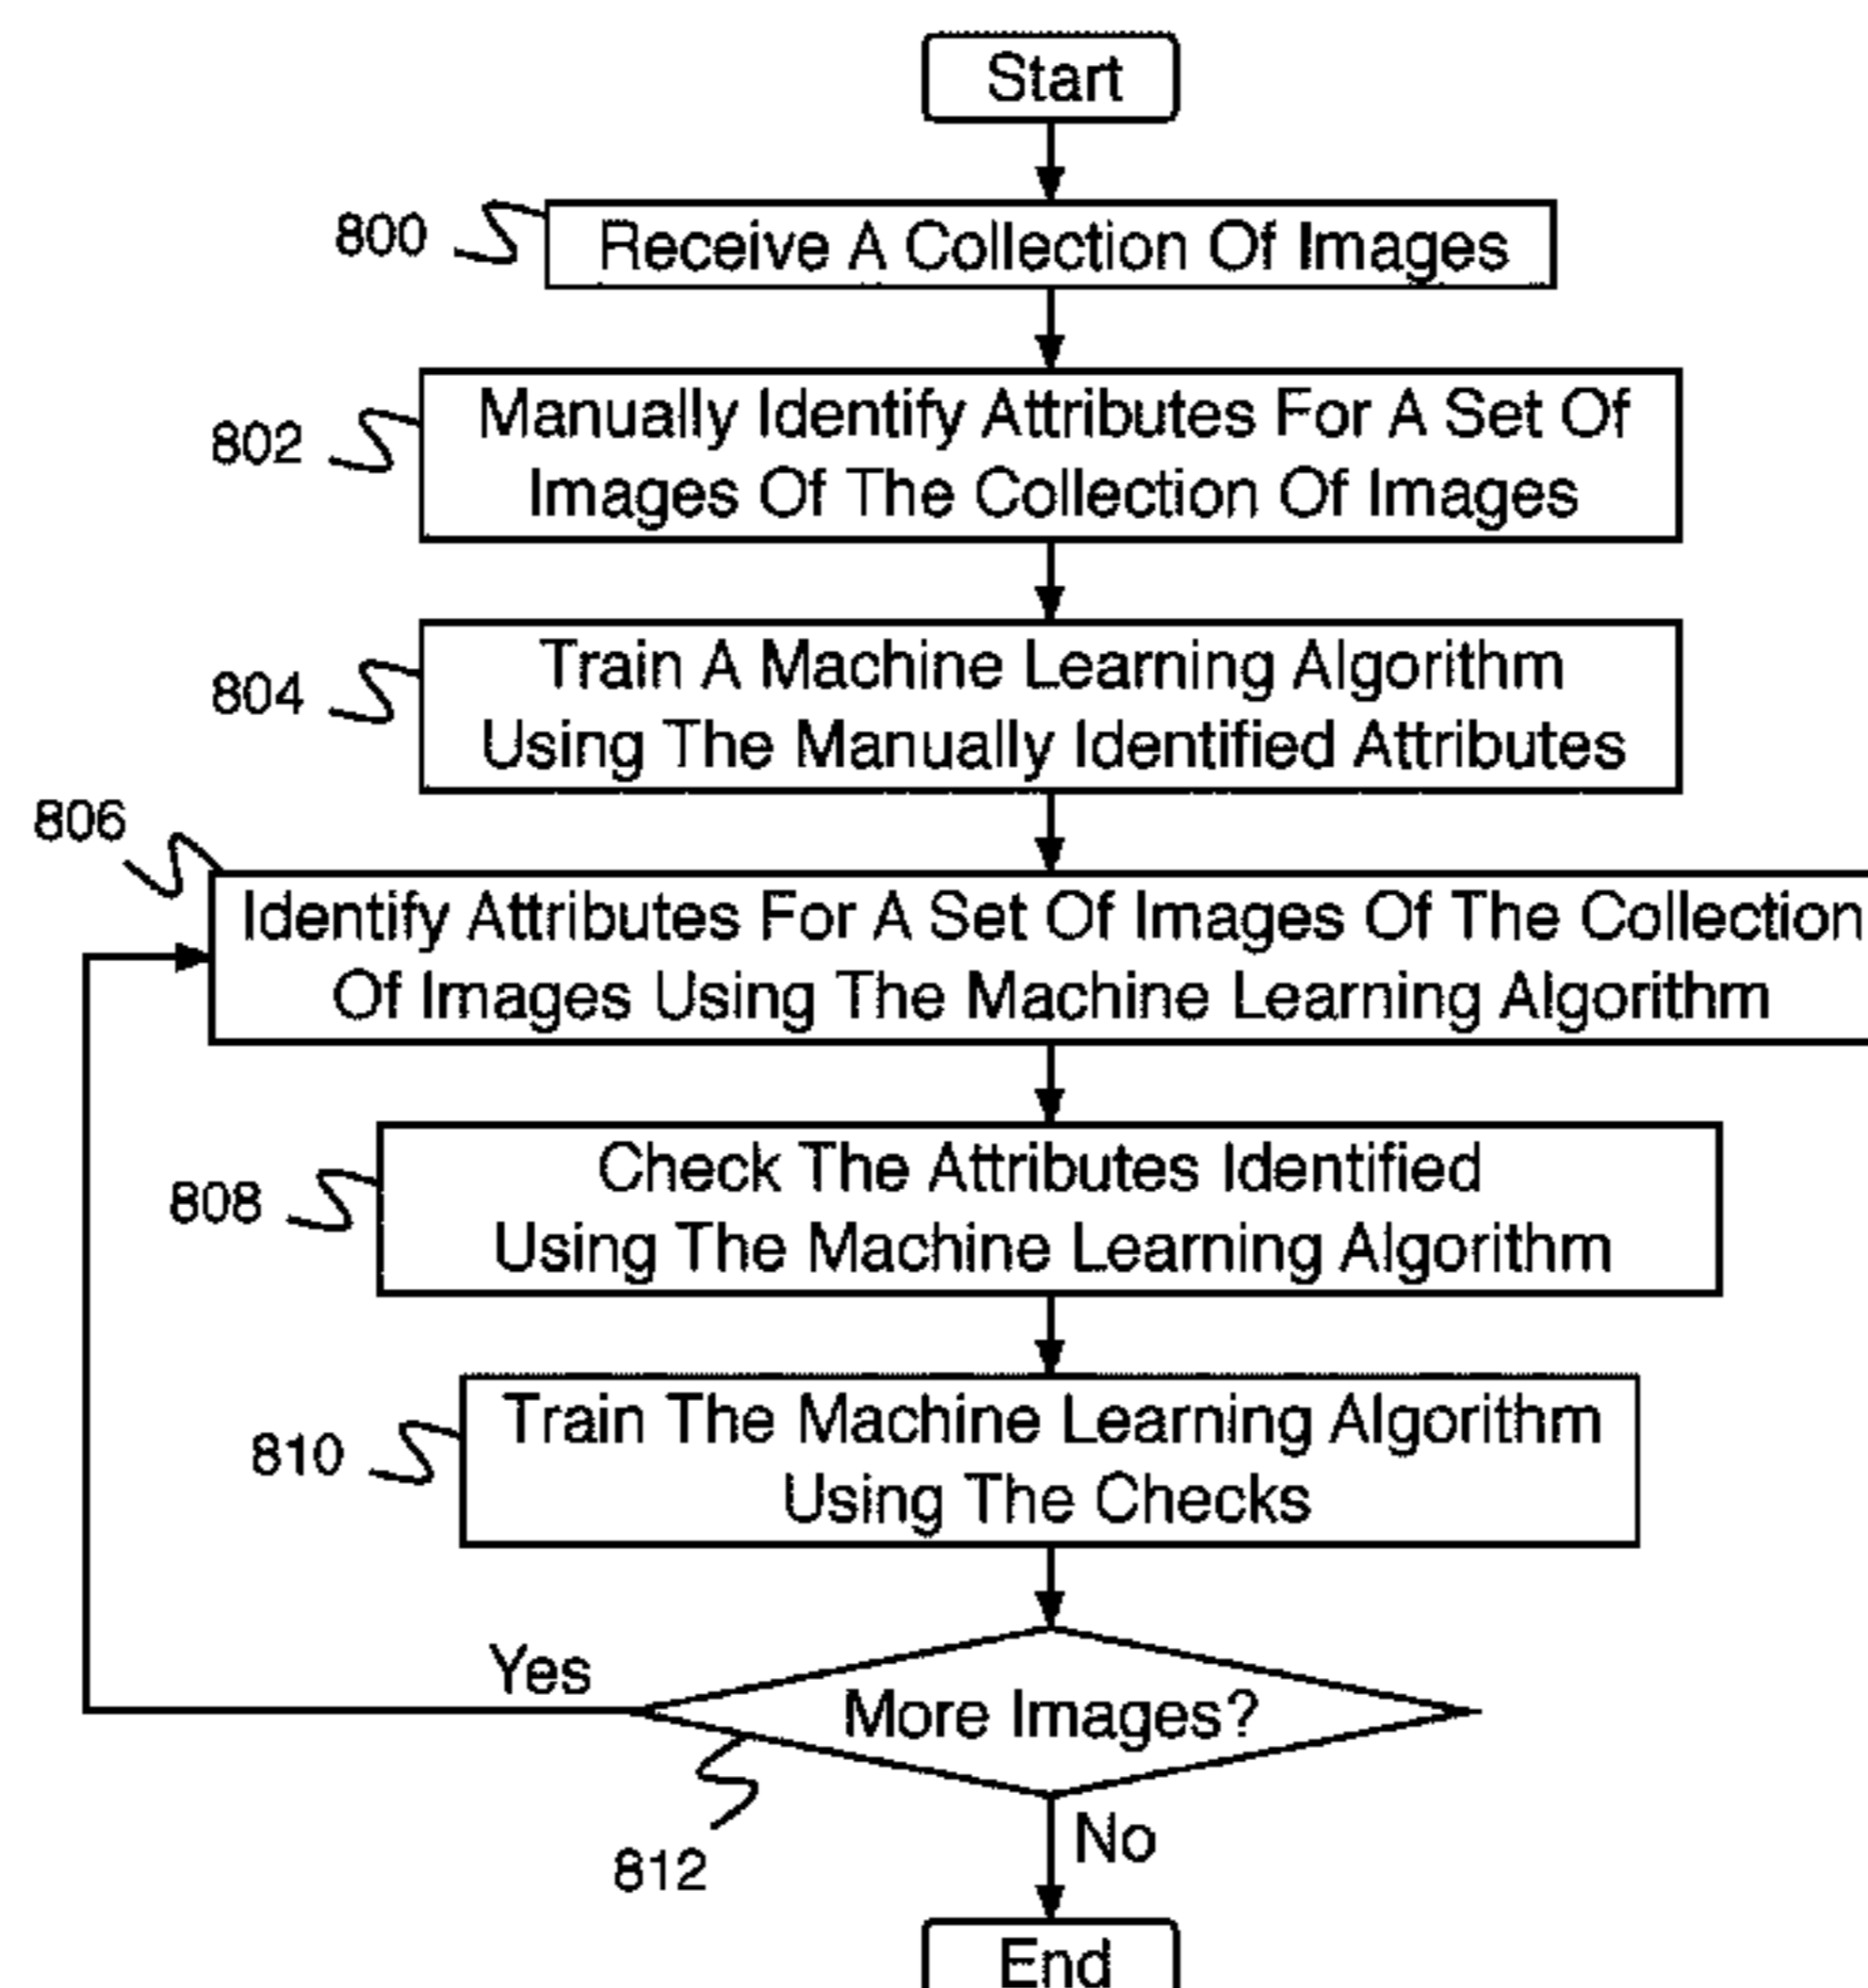 Start
800
Receive A Collection Of Images
802
Manually Identify Attributes For A Set Of
Images Of The Collection Of Images
804
Train A Machine Learning Algorithm
Using The Manually Identified Attributes
806
Identify Attributes For A Set Of Images Of The Collection
Of Images Using The Machine Learning Algorithm
808
Check The Attributes Identified
Using The Machine Learning Algorithm
810
Train The Machine Learning Algorithm
Using The Checks
Yes
More Images?
812
No
End